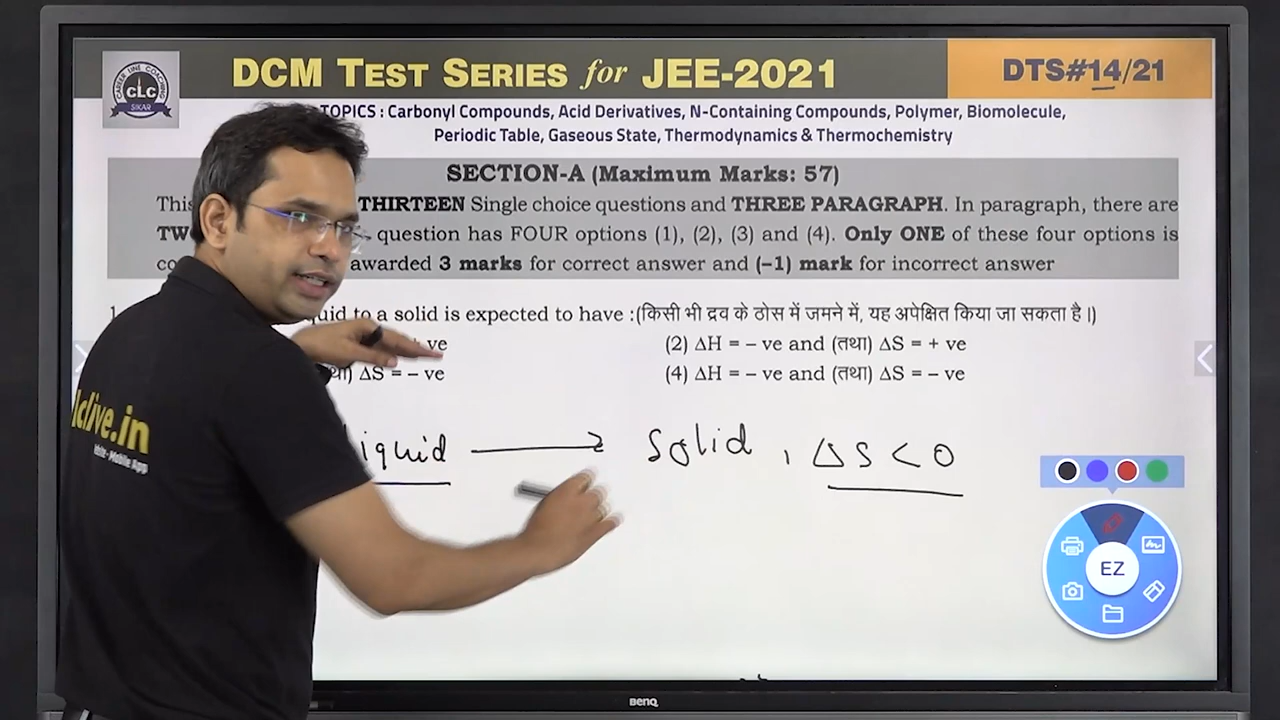 DCM TEST SERIES for JEE-2021
DTS#14/21
CAREER LINE COACHING
CLC
SIKAR
TOPICS : Carbonyl Compounds, Acid Derivatives, N-Containing Compounds, Polymer, Biomolecule,
Periodic Table, Gaseous State, Thermodynamics & Thermochemistry
SECTION-A (Maximum Marks: 57)
This THIRTEEN Single choice questions and THREE PARAGRAPH. In paragraph, there are
question has FOUR options (1), (2), (3) and (4). Only ONE of these four options is
awarded 3 marks for correct answer and (–1) mark for incorrect answer
to a solid is expected to have :(किसी भी द्रव के ठोस में जमने में, यह अपेक्षित किया जा सकता है।)
ve
(2) ΔH = – ve and (तथा) ΔS = + ve
ΔS = – ve
(4) ΔH = – ve and (तथा) ΔS = – ve
iquid → Solid , ΔS < 0
lclive.in
Mobile App
EZ
BenQ